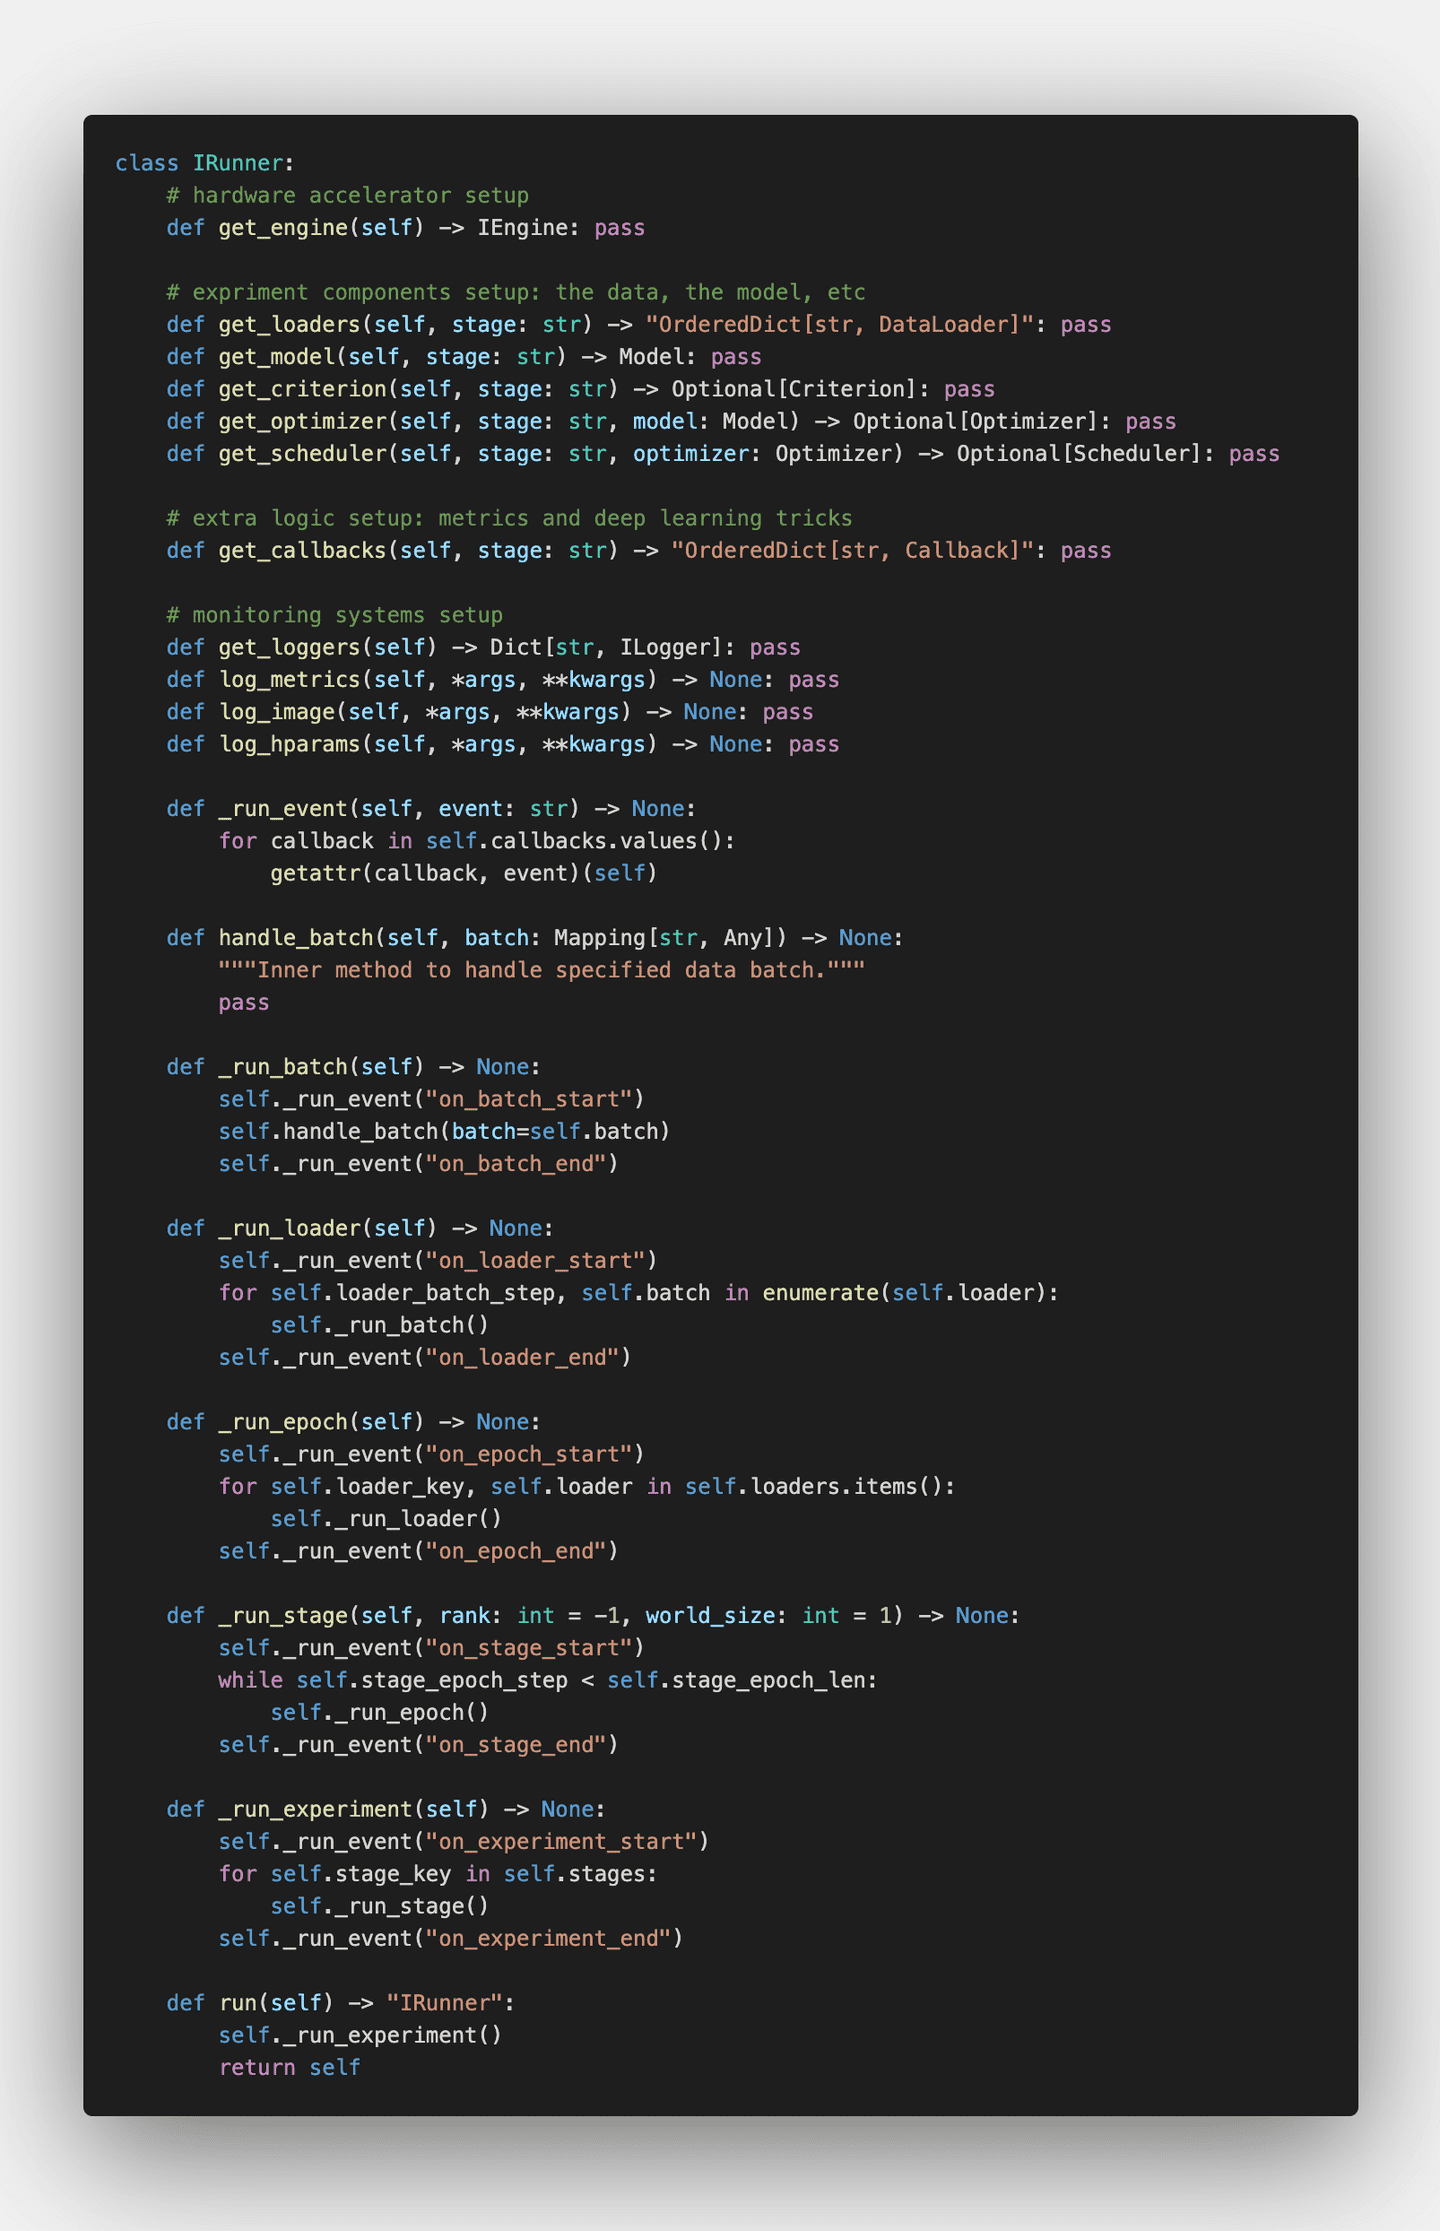 class IRunner:
    # hardware accelerator setup
    def get_engine(self) -> IEngine: pass

    # expriment components setup: the data, the model, etc
    def get_loaders(self, stage: str) -> "OrderedDict[str, DataLoader]": pass
    def get_model(self, stage: str) -> Model: pass
    def get_criterion(self, stage: str) -> Optional[Criterion]: pass
    def get_optimizer(self, stage: str, model: Model) -> Optional[Optimizer]: pass
    def get_scheduler(self, stage: str, optimizer: Optimizer) -> Optional[Scheduler]: pass

    # extra logic setup: metrics and deep learning tricks
    def get_callbacks(self, stage: str) -> "OrderedDict[str, Callback]": pass

    # monitoring systems setup
    def get_loggers(self) -> Dict[str, ILogger]: pass
    def log_metrics(self, *args, **kwargs) -> None: pass
    def log_image(self, *args, **kwargs) -> None: pass
    def log_hparams(self, *args, **kwargs) -> None: pass

    def _run_event(self, event: str) -> None:
        for callback in self.callbacks.values():
            getattr(callback, event)(self)

    def handle_batch(self, batch: Mapping[str, Any]) -> None:
        """Inner method to handle specified data batch."""
        pass

    def _run_batch(self) -> None:
        self._run_event("on_batch_start")
        self.handle_batch(batch=self.batch)
        self._run_event("on_batch_end")

    def _run_loader(self) -> None:
        self._run_event("on_loader_start")
        for self.loader_batch_step, self.batch in enumerate(self.loader):
            self._run_batch()
        self._run_event("on_loader_end")

    def _run_epoch(self) -> None:
        self._run_event("on_epoch_start")
        for self.loader_key, self.loader in self.loaders.items():
            self._run_loader()
        self._run_event("on_epoch_end")

    def _run_stage(self, rank: int = -1, world_size: int = 1) -> None:
        self._run_event("on_stage_start")
        while self.stage_epoch_step < self.stage_epoch_len:
            self._run_epoch()
        self._run_event("on_stage_end")

    def _run_experiment(self) -> None:
        self._run_event("on_experiment_start")
        for self.stage_key in self.stages:
            self._run_stage()
        self._run_event("on_experiment_end")

    def run(self) -> "IRunner":
        self._run_experiment()
        return self